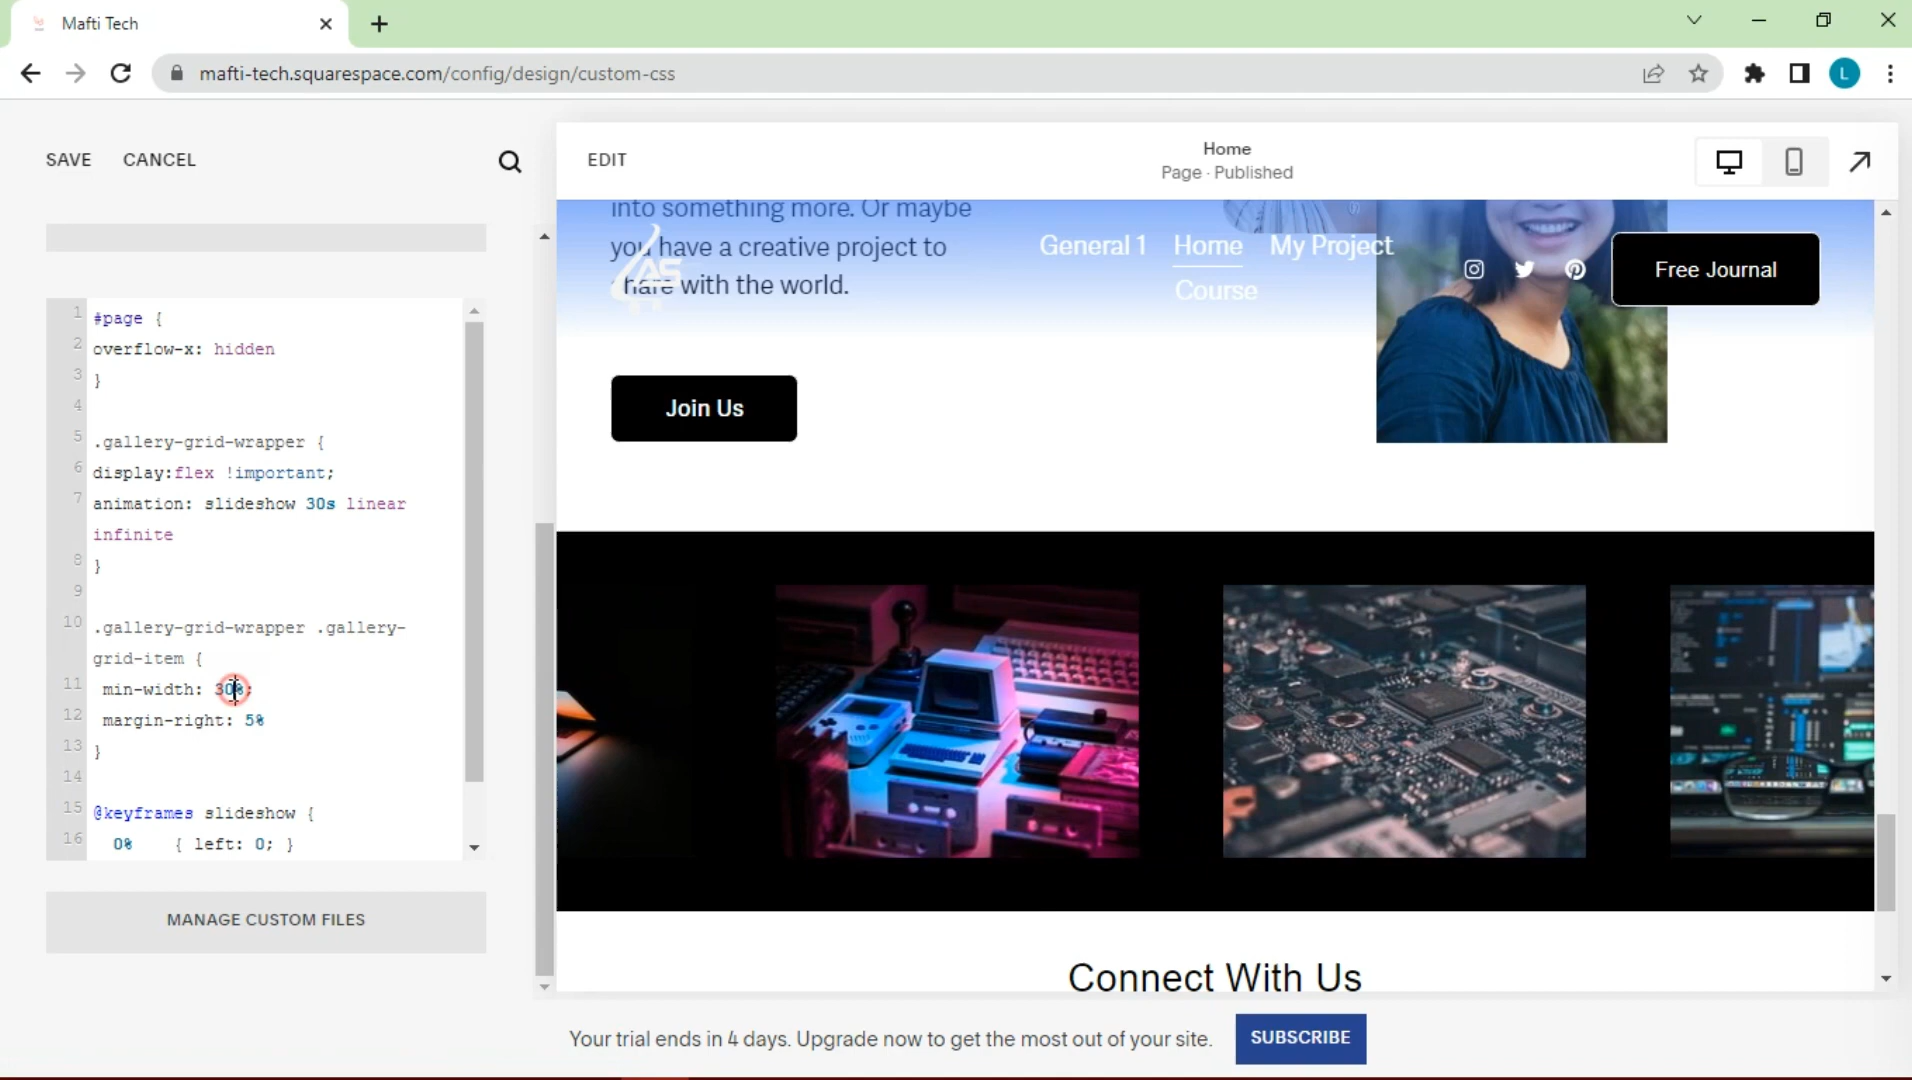 Mafti Tech
mafti-tech.squarespace.com/config/design/custom-css
L
SAVE CANCEL
EDIT
Home
Page · Published
1 #page {
2 overflow-x: hidden
3 }
4
5 .gallery-grid-wrapper {
6 display:flex !important;
7 animation: slideshow 30s linear
infinite
8 }
9
10 .gallery-grid-wrapper .gallery-
grid-item {
11 min-width: 30%;
12 margin-right: 5%
13 }
14
15 @keyframes slideshow {
16 0% { left: 0; }
MANAGE CUSTOM FILES
into something more. Or maybe
you have a creative project to
share with the world.
AS
General 1 Home My Project
Course
Free Journal
Join Us
Connect With Us
Your trial ends in 4 days. Upgrade now to get the most out of your site. SUBSCRIBE